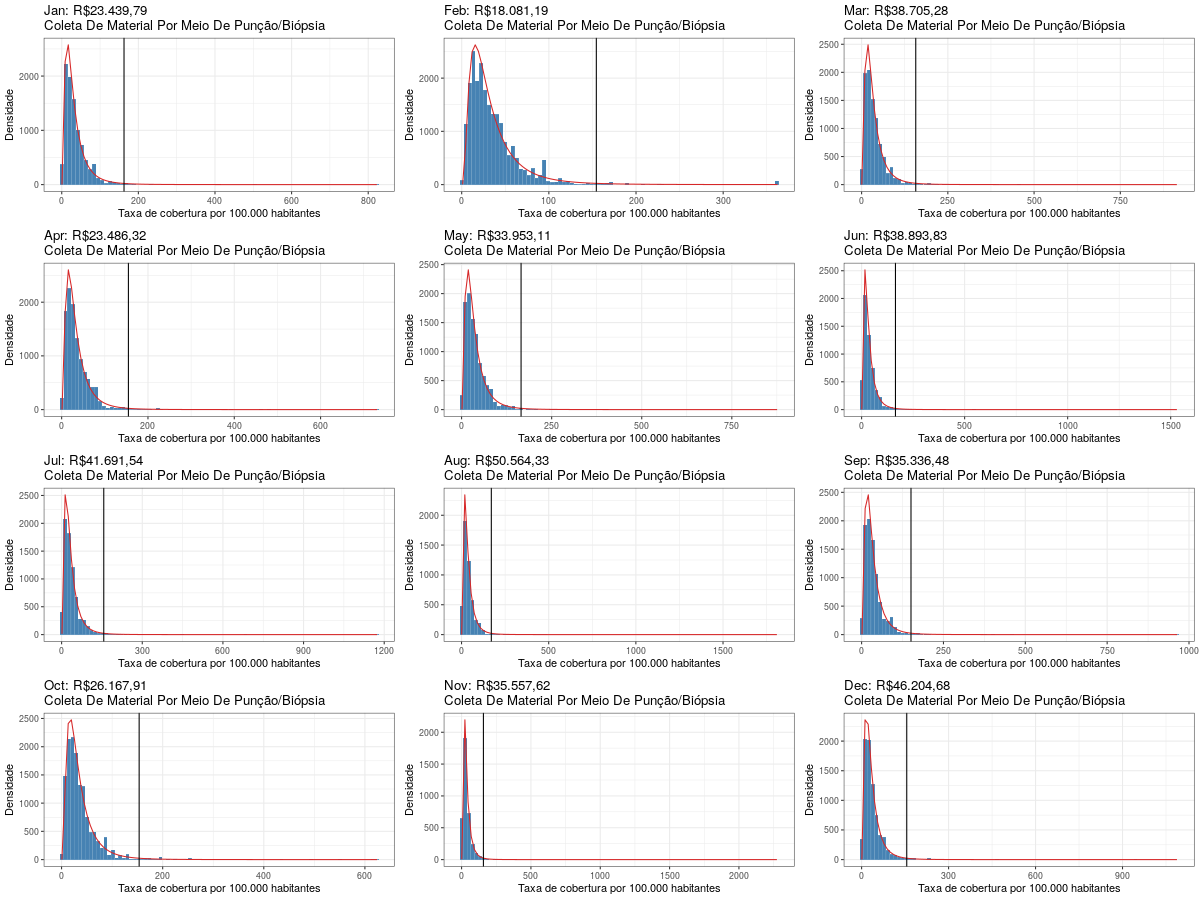 Jan: R$23.439,79
Coleta De Material Por Meio De Punção/Biópsia
Densidade
2000
1000
0
0
200
400
600
800
Taxa de cobertura por 100.000 habitantes
Feb: R$18.081,19
Coleta De Material Por Meio De Punção/Biópsia
Densidade
2000
1000
0
0
100
200
300
Taxa de cobertura por 100.000 habitantes
Mar: R$38.705,28
Coleta De Material Por Meio De Punção/Biópsia
Densidade
2500
2000
1500
1000
500
0
0
250
500
750
Taxa de cobertura por 100.000 habitantes
Apr: R$23.486,32
Coleta De Material Por Meio De Punção/Biópsia
Densidade
2000
1000
0
0
200
400
600
Taxa de cobertura por 100.000 habitantes
May: R$33.953,11
Coleta De Material Por Meio De Punção/Biópsia
Densidade
2500
2000
1500
1000
500
0
0
250
500
750
Taxa de cobertura por 100.000 habitantes
Jun: R$38.893,83
Coleta De Material Por Meio De Punção/Biópsia
Densidade
2500
2000
1500
1000
500
0
0
500
1000
1500
Taxa de cobertura por 100.000 habitantes
Jul: R$41.691,54
Coleta De Material Por Meio De Punção/Biópsia
Densidade
2500
2000
1500
1000
500
0
0
300
600
900
1200
Taxa de cobertura por 100.000 habitantes
Aug: R$50.564,33
Coleta De Material Por Meio De Punção/Biópsia
Densidade
2000
1500
1000
500
0
0
500
1000
1500
Taxa de cobertura por 100.000 habitantes
Sep: R$35.336,48
Coleta De Material Por Meio De Punção/Biópsia
Densidade
2500
2000
1500
1000
500
0
0
250
500
750
1000
Taxa de cobertura por 100.000 habitantes
Oct: R$26.167,91
Coleta De Material Por Meio De Punção/Biópsia
Densidade
2500
2000
1500
1000
500
0
0
200
400
600
Taxa de cobertura por 100.000 habitantes
Nov: R$35.557,62
Coleta De Material Por Meio De Punção/Biópsia
Densidade
2000
1500
1000
500
0
0
500
1000
1500
2000
Taxa de cobertura por 100.000 habitantes
Dec: R$46.204,68
Coleta De Material Por Meio De Punção/Biópsia
Densidade
2000
1500
1000
500
0
0
300
600
900
Taxa de cobertura por 100.000 habitantes